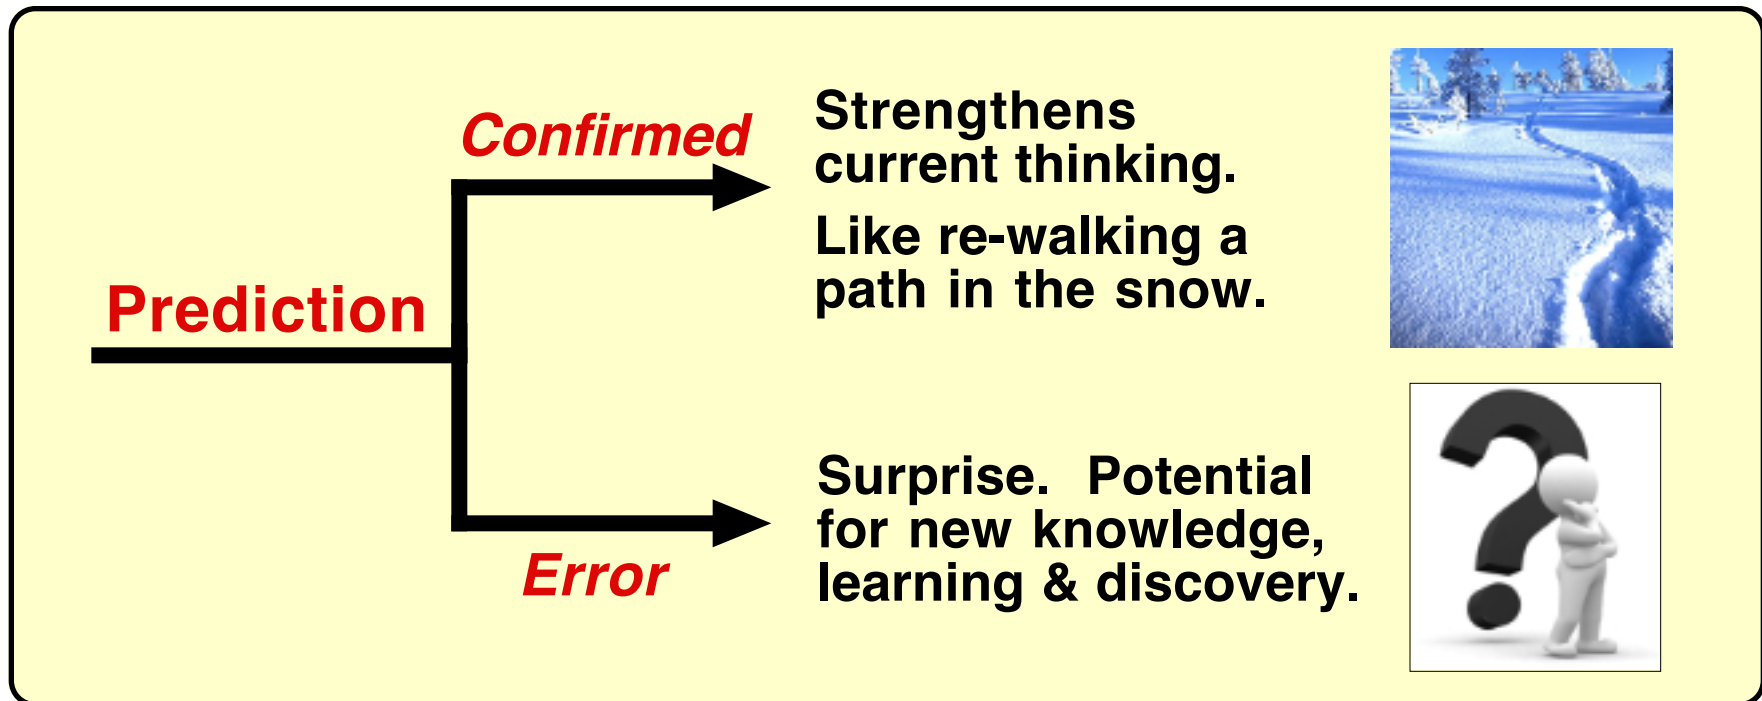 Prediction
Confirmed
Strengthens
current thinking.
Like re-walking a
path in the snow.
Error
Surprise.  Potential
for new knowledge,
learning & discovery.